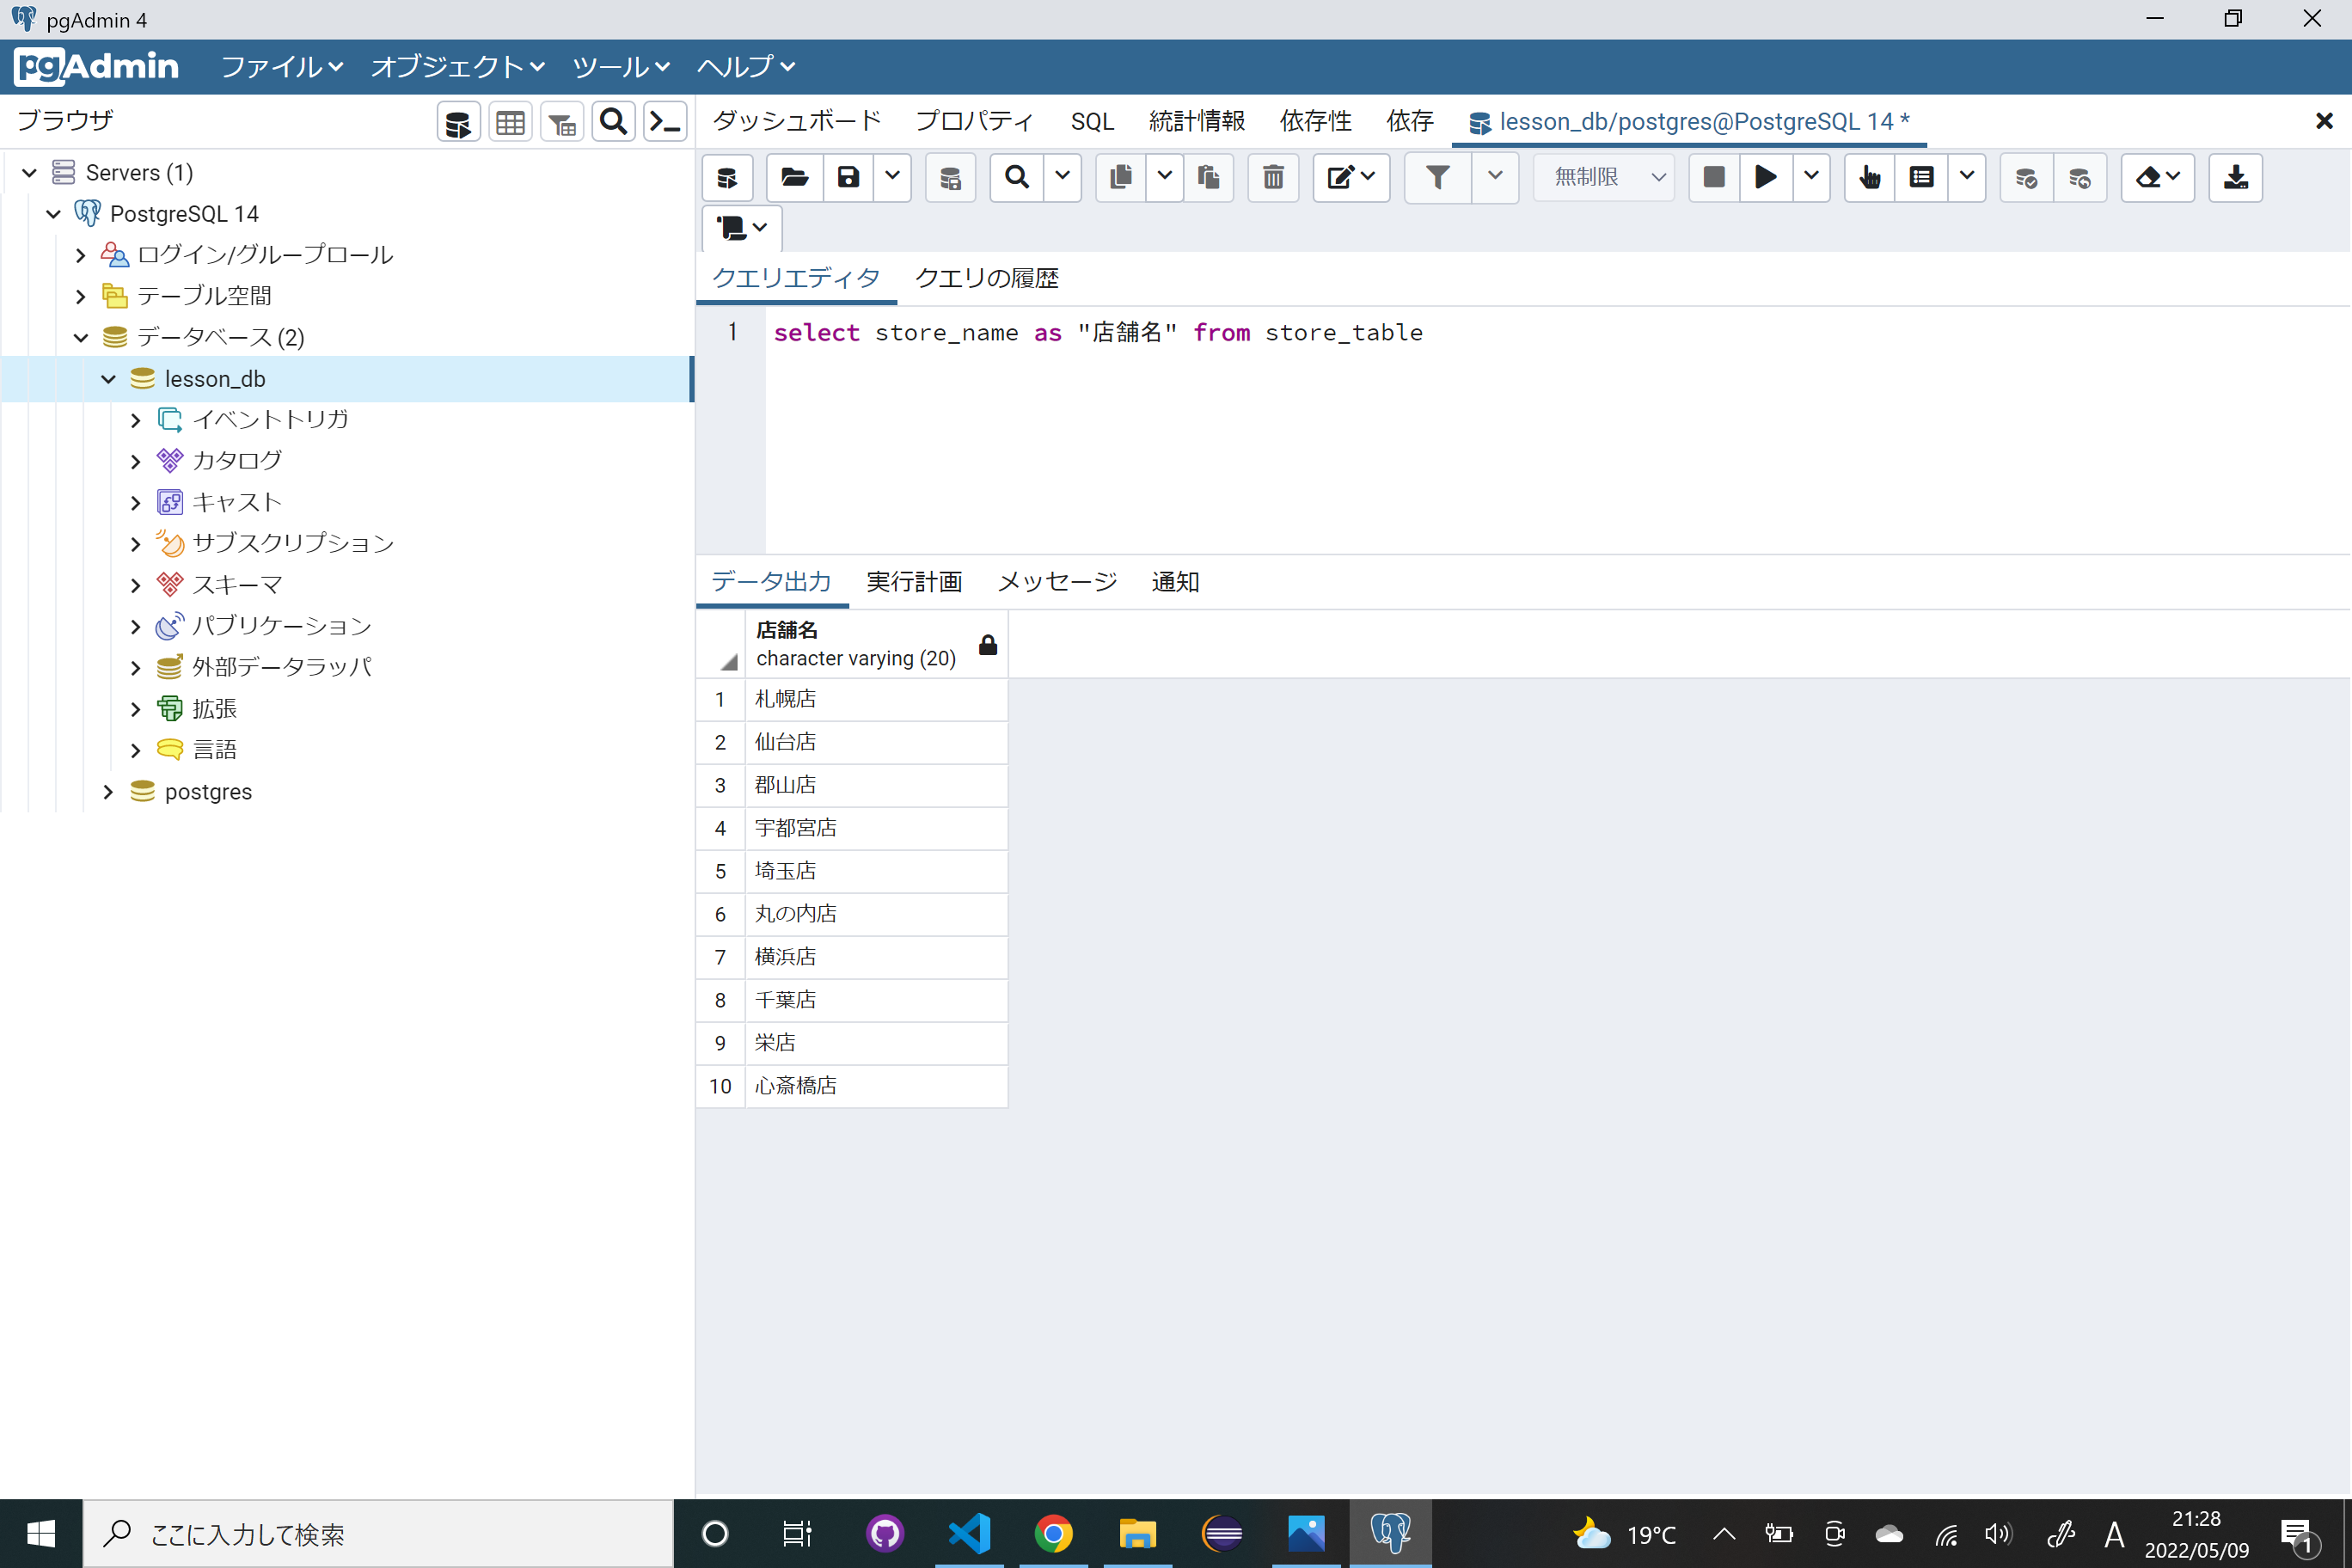 pgAdmin 4
pgAdmin ファイル オブジェクト ツール ヘルプ
ブラウザ
ダッシュボード プロパティ SQL 統計情報 依存性 依存 lesson_db/postgres@PostgreSQL 14 *
Servers (1)
PostgreSQL 14
ログイン/グループロール
テーブル空間
データベース (2)
lesson_db
イベントトリガ
カタログ
キャスト
サブスクリプション
スキーマ
パブリケーション
外部データラッパ
拡張
言語
postgres
無制限
クエリエディタ クエリの履歴
1 select store_name as "店舗名" from store_table
データ出力 実行計画 メッセージ 通知
店舗名
character varying (20)
1 札幌店
2 仙台店
3 郡山店
4 宇都宮店
5 埼玉店
6 丸の内店
7 横浜店
8 千葉店
9 栄店
10 心斎橋店
ここに入力して検索
19°C
A
21:28
2022/05/09
1